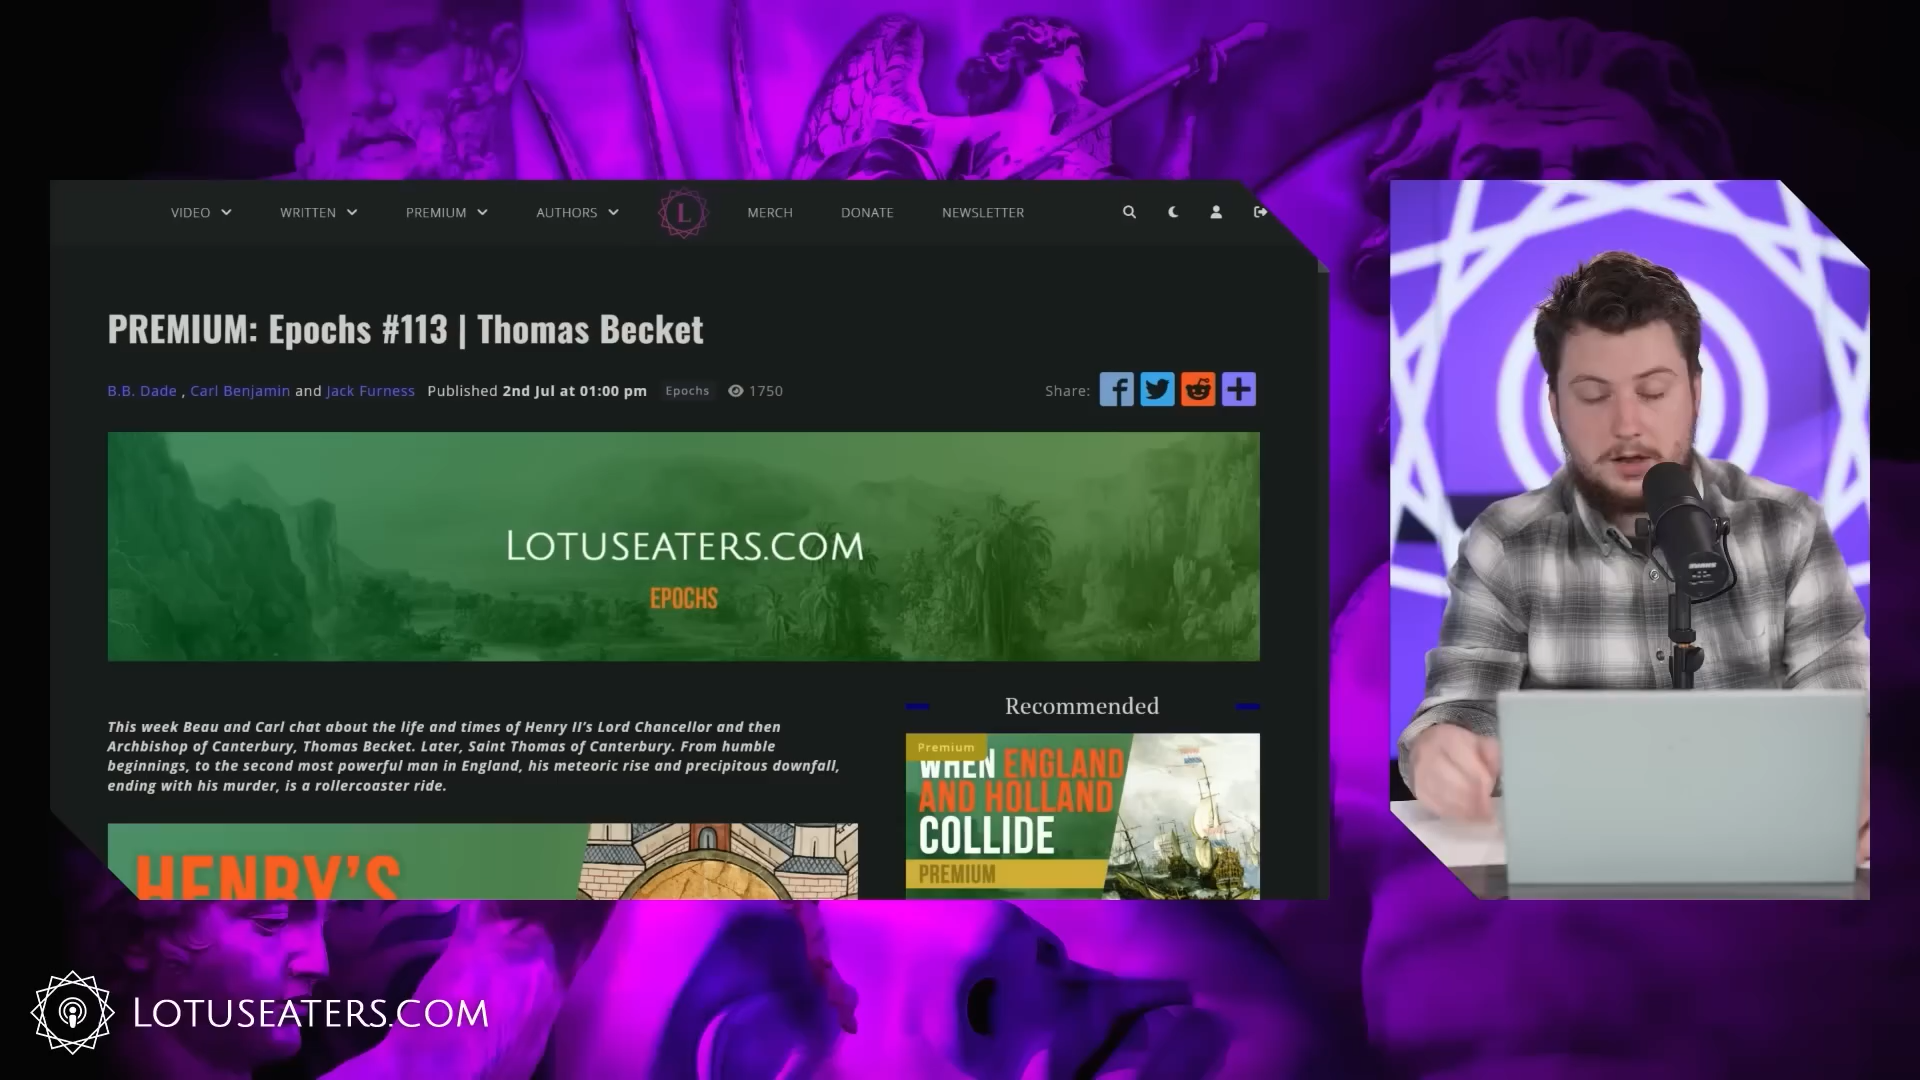 VIDEO WRITTEN PREMIUM AUTHORS L MERCH DONATE NEWSLETTER
PREMIUM: Epochs #113 | Thomas Becket
B.B. Dade , Carl Benjamin and Jack Furness Published 2nd Jul at 01:00 pm Epochs 1750
Share:
LOTUSEATERS.COM
EPOCHS
This week Beau and Carl chat about the life and times of Henry II's Lord Chancellor and then
Archbishop of Canterbury, Thomas Becket. Later, Saint Thomas of Canterbury. From humble
beginnings, to the second most powerful man in England, his meteoric rise and precipitous downfall,
ending with his murder, is a rollercoaster ride.
HENRY'S
Recommended
Premium
WHEN ENGLAND
AND HOLLAND
COLLIDE
PREMIUM
LOTUSEATERS.COM